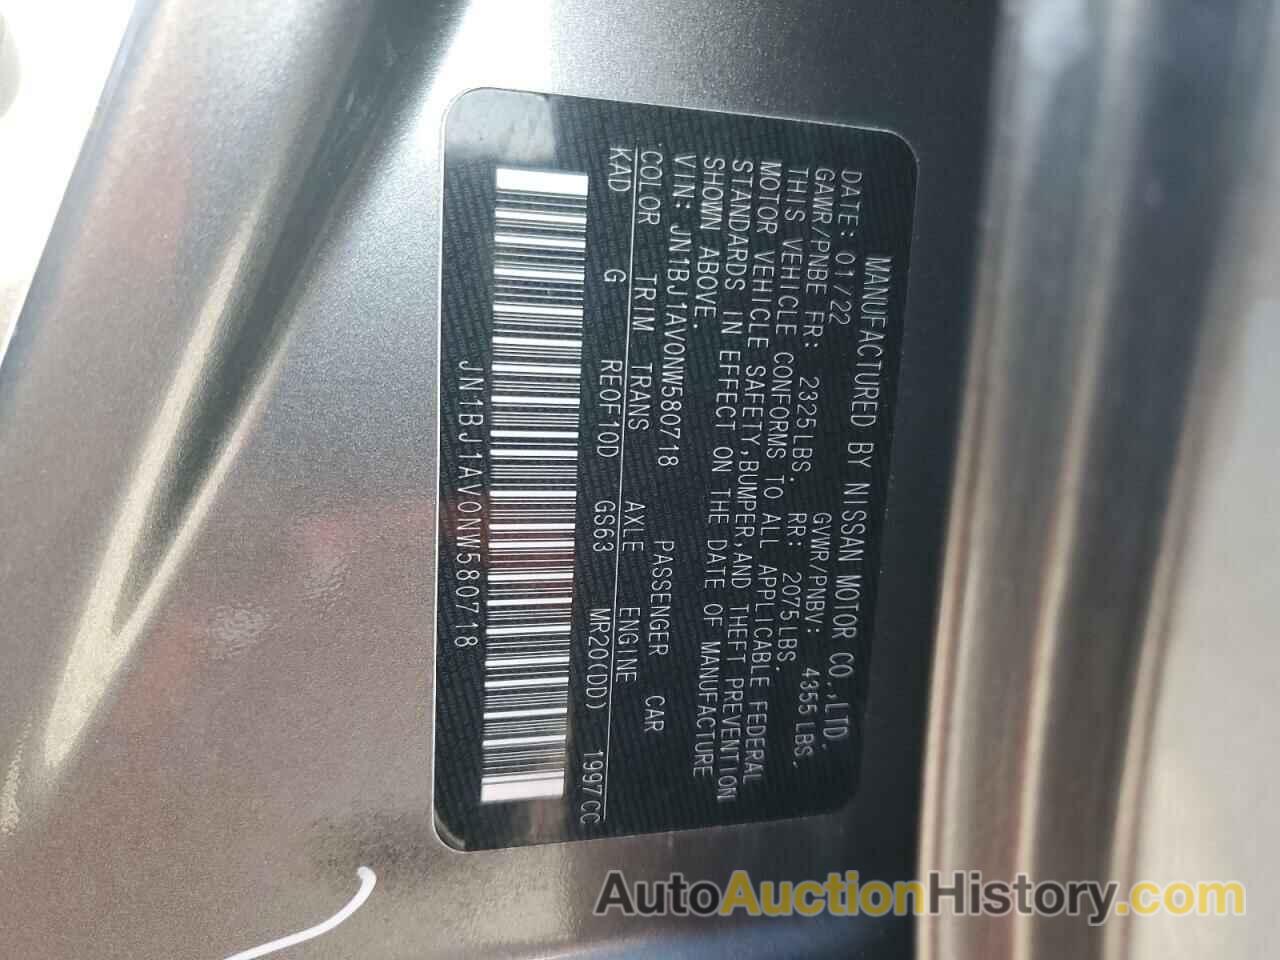 MANUFACTURED BY NISSAN MOTOR CO.,LTD.
DATE: 01/22 GVWR/PNBV: 4355LBS.
GAWR/PNBE FR: 2325LBS. RR: 2075LBS.
THIS VEHICLE CONFORMS TO ALL APPLICABLE FEDERAL
MOTOR VEHICLE SAFETY,BUMPER,AND THEFT PREVENTION
STANDARDS IN EFFECT ON THE DATE OF MANUFACTURE
SHOWN ABOVE.
VIN: JN1BJ1AV0NW580718 PASSENGER CAR
COLOR TRIM TRANS AXLE ENGINE
KAD G RE0F10D GS63 MR20(DD) 1997CC
JN1BJ1AV0NW580718
AutoAuctionHistory.com